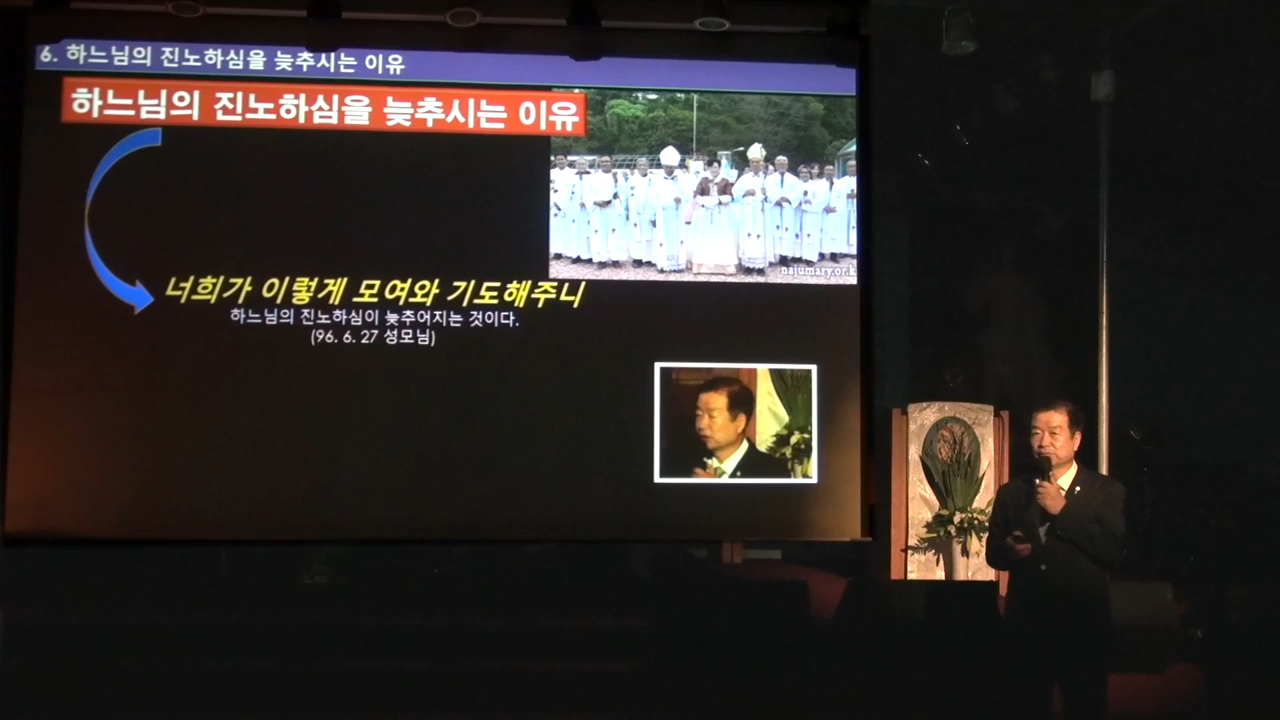 6. 하느님의 진노하심을 늦추시는 이유
하느님의 진노하심을 늦추시는 이유
najumary.or.k
너희가 이렇게 모여와 기도해주니
하느님의 진노하심이 늦추어지는 것이다.
(96. 6. 27 성모님)